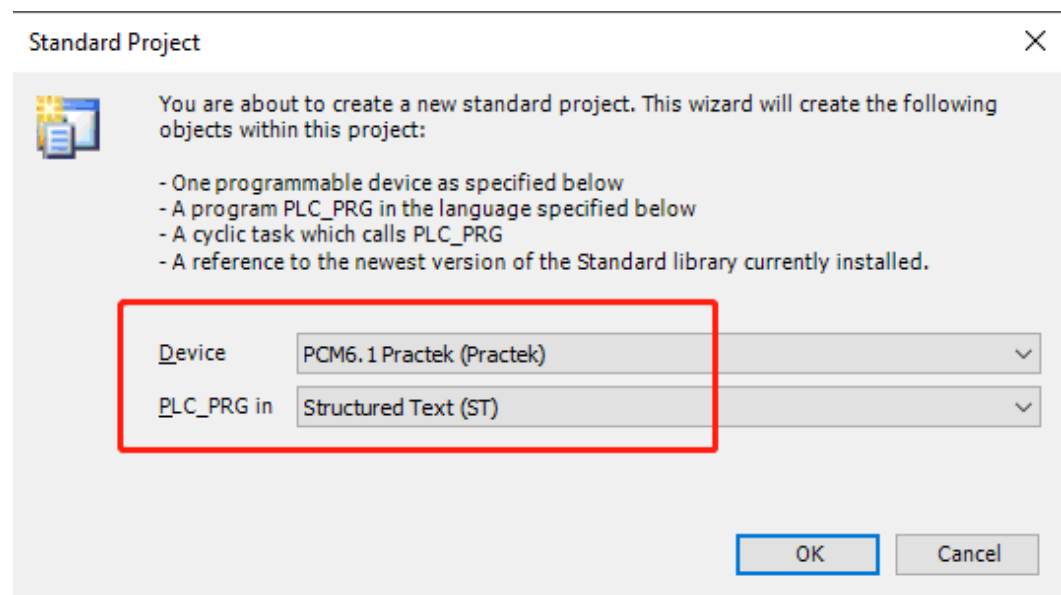 Standard Project
You are about to create a new standard project. This wizard will create the following
objects within this project:
- One programmable device as specified below
- A program PLC_PRG in the language specified below
- A cyclic task which calls PLC_PRG
- A reference to the newest version of the Standard library currently installed.
Device PCM6.1 Practek (Practek)
PLC_PRG in Structured Text (ST)
OK Cancel